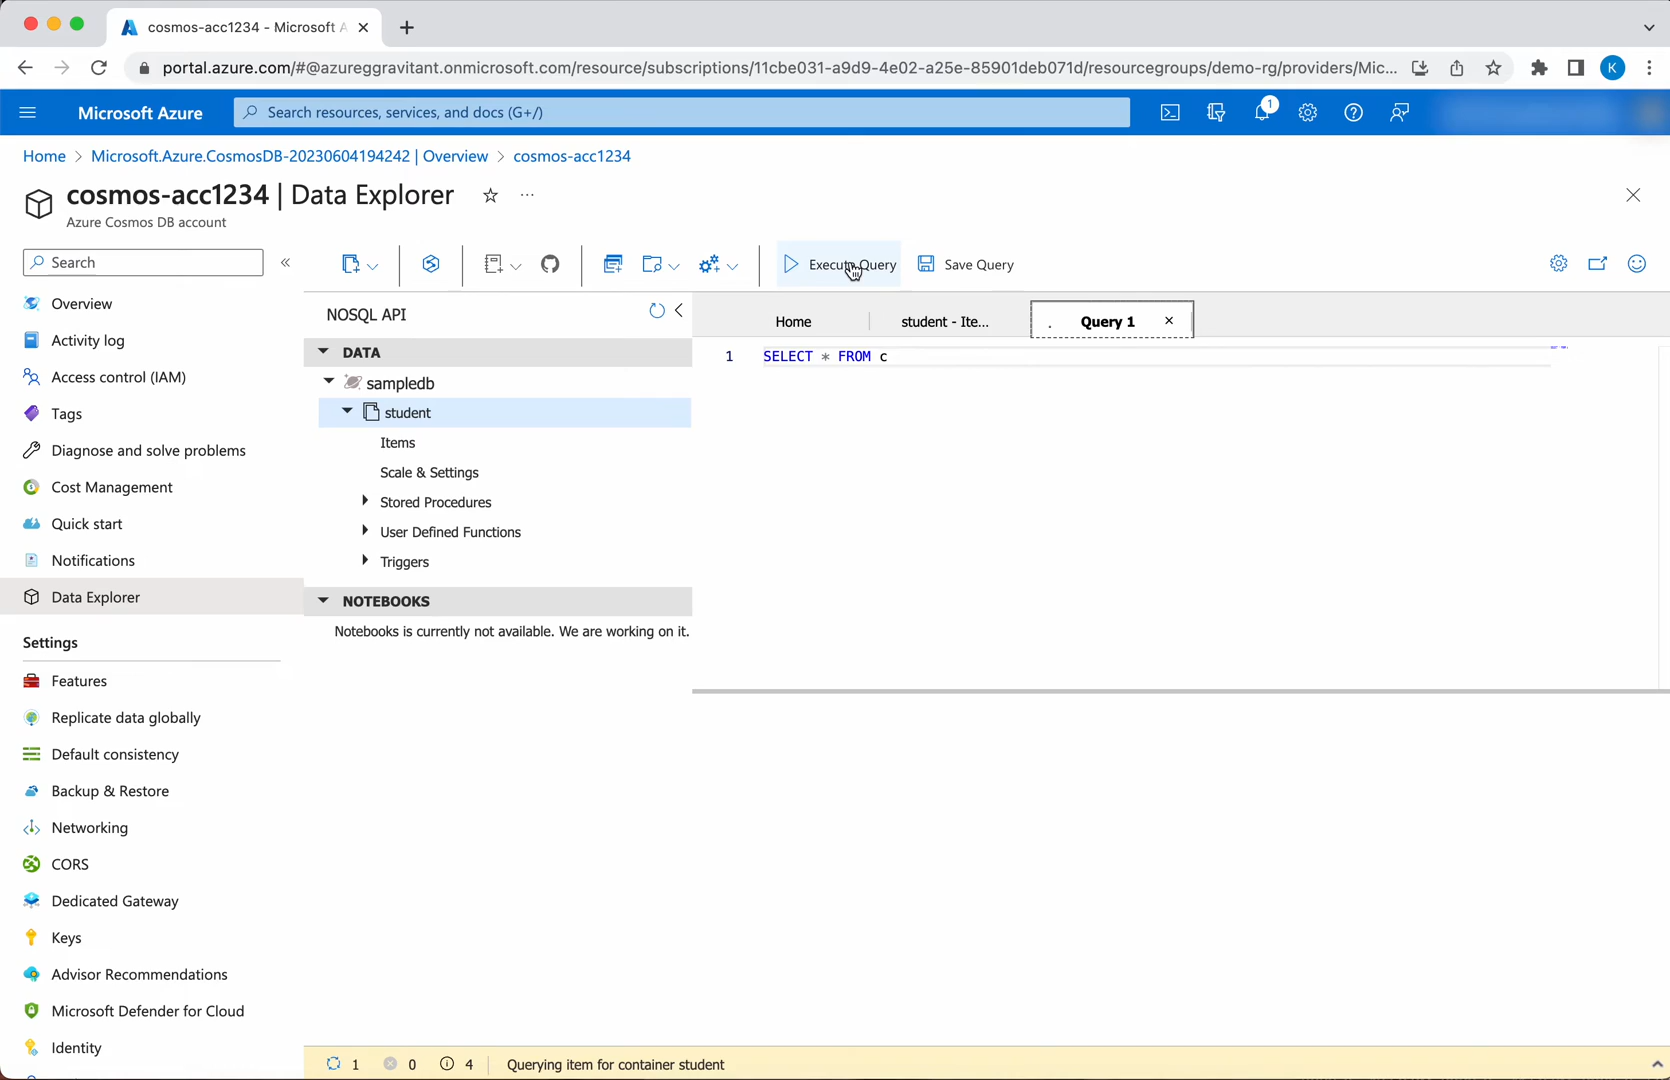 cosmos-acc1234 - Microsoft A
portal.azure.com/#@azureggravitant.onmicrosoft.com/resource/subscriptions/11cbe031-a9d9-4e02-a25e-85901deb071d/resourcegroups/demo-rg/providers/Mic...
K
Microsoft Azure
Search resources, services, and docs (G+/)
1
Home > Microsoft.Azure.CosmosDB-20230604194242 | Overview > cosmos-acc1234
cosmos-acc1234 | Data Explorer
...
Azure Cosmos DB account
Search
Execute Query
Save Query
Overview
Activity log
Access control (IAM)
Tags
Diagnose and solve problems
Cost Management
Quick start
Notifications
Data Explorer
Settings
Features
Replicate data globally
Default consistency
Backup & Restore
Networking
CORS
Dedicated Gateway
Keys
Advisor Recommendations
Microsoft Defender for Cloud
Identity
NOSQL API
DATA
sampledb
student
Items
Scale & Settings
Stored Procedures
User Defined Functions
Triggers
NOTEBOOKS
Notebooks is currently not available. We are working on it.
Home
student - Ite...
Query 1
1 SELECT * FROM c
1 0 4 Querying item for container student